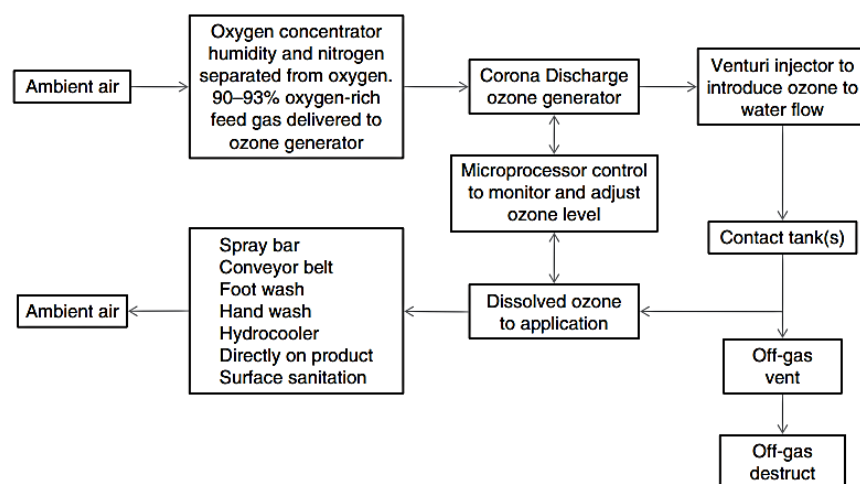 Ambient air
Oxygen concentrator
humidity and nitrogen
separated from oxygen.
90–93% oxygen-rich
feed gas delivered to
ozone generator
Corona Discharge
ozone generator
Venturi injector to
introduce ozone to
water flow
Microprocessor control
to monitor and adjust
ozone level
Contact tank(s)
Ambient air
Spray bar
Conveyor belt
Foot wash
Hand wash
Hydrocooler
Directly on product
Surface sanitation
Dissolved ozone
to application
Off-gas
vent
Off-gas
destruct